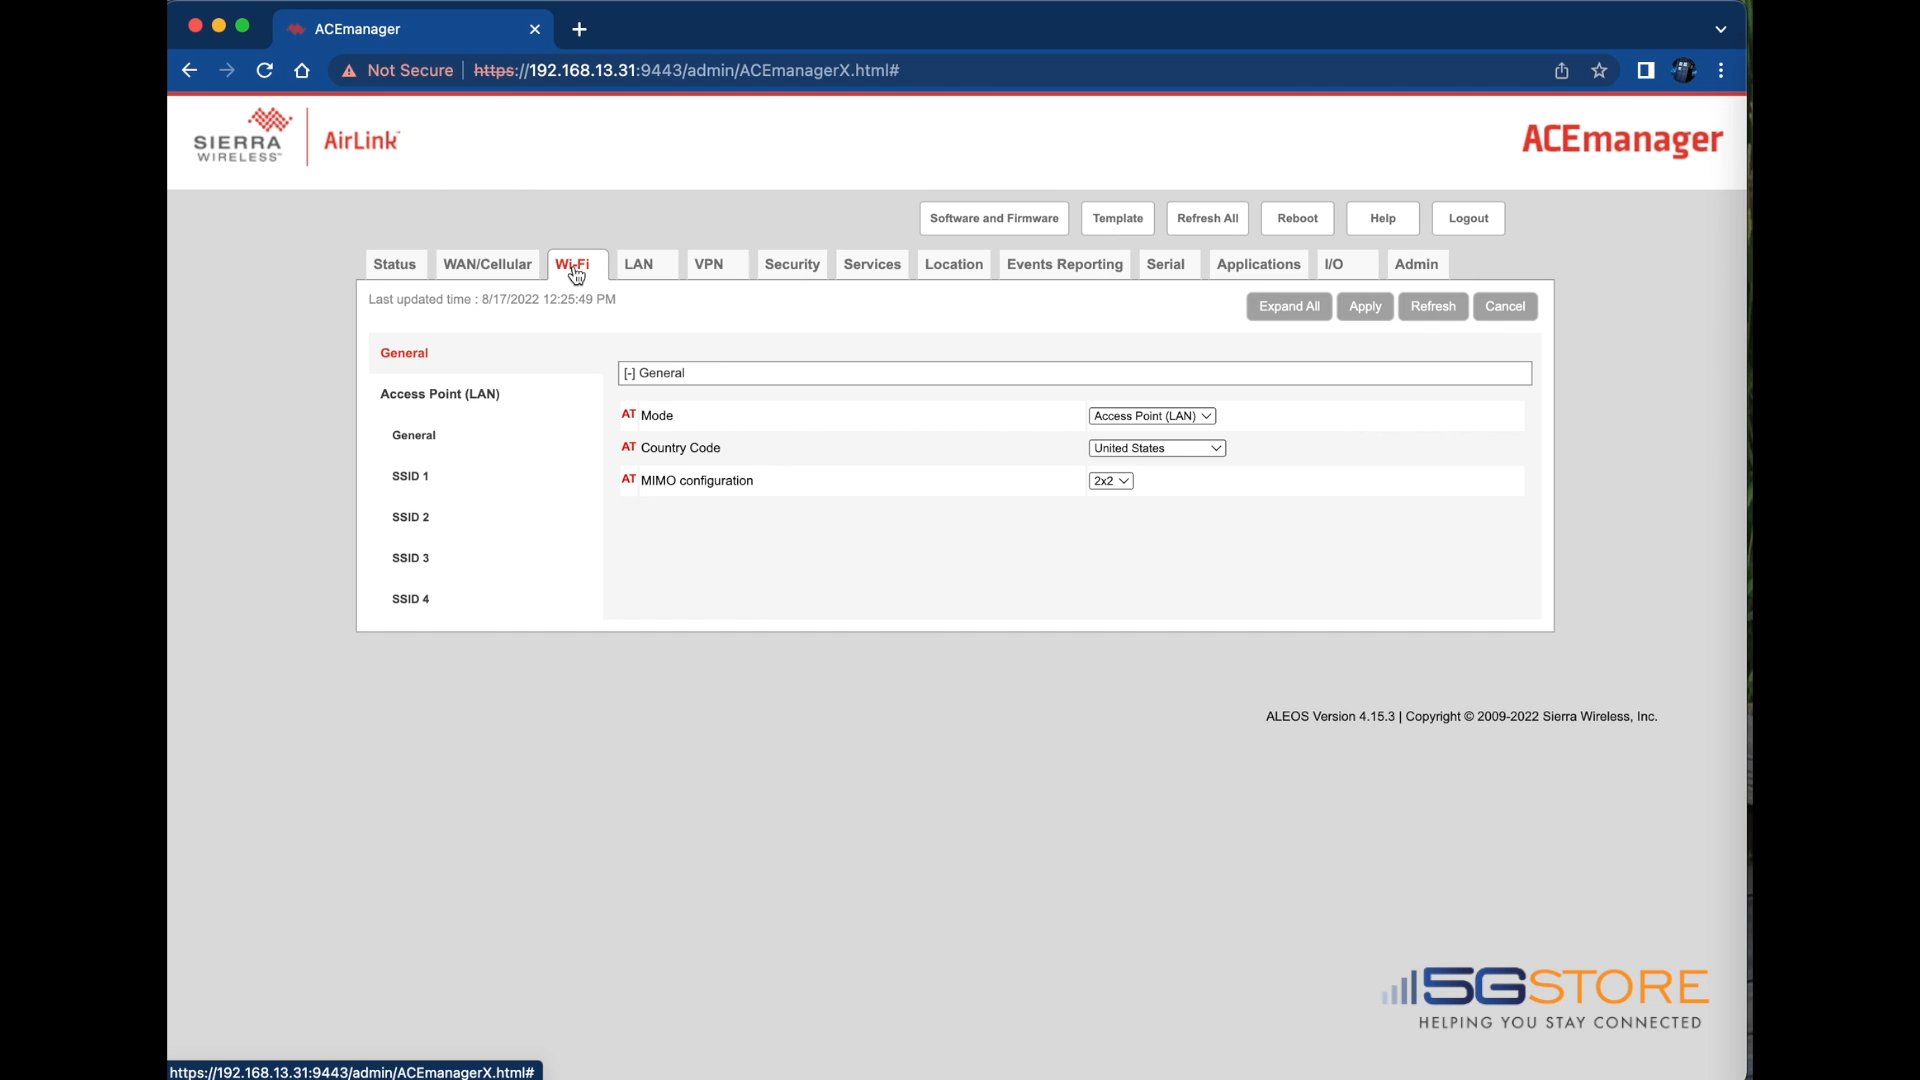 ACEmanager
Not Secure https://192.168.13.31:9443/admin/ACEmanagerX.html#
SIERRA WIRELESS™ AirLink™
ACEmanager
Software and Firmware Template Refresh All Reboot Help Logout
Status WAN/Cellular Wi-Fi LAN VPN Security Services Location Events Reporting Serial Applications I/O Admin
Last updated time : 8/17/2022 12:25:49 PM
Expand All Apply Refresh Cancel
General
Access Point (LAN)
General
SSID 1
SSID 2
SSID 3
SSID 4
[-] General
AT Mode Access Point (LAN)
AT Country Code United States
AT MIMO configuration 2x2
ALEOS Version 4.15.3 | Copyright © 2009-2022 Sierra Wireless, Inc.
5GSTORE
HELPING YOU STAY CONNECTED
https://192.168.13.31:9443/admin/ACEmanagerX.html#